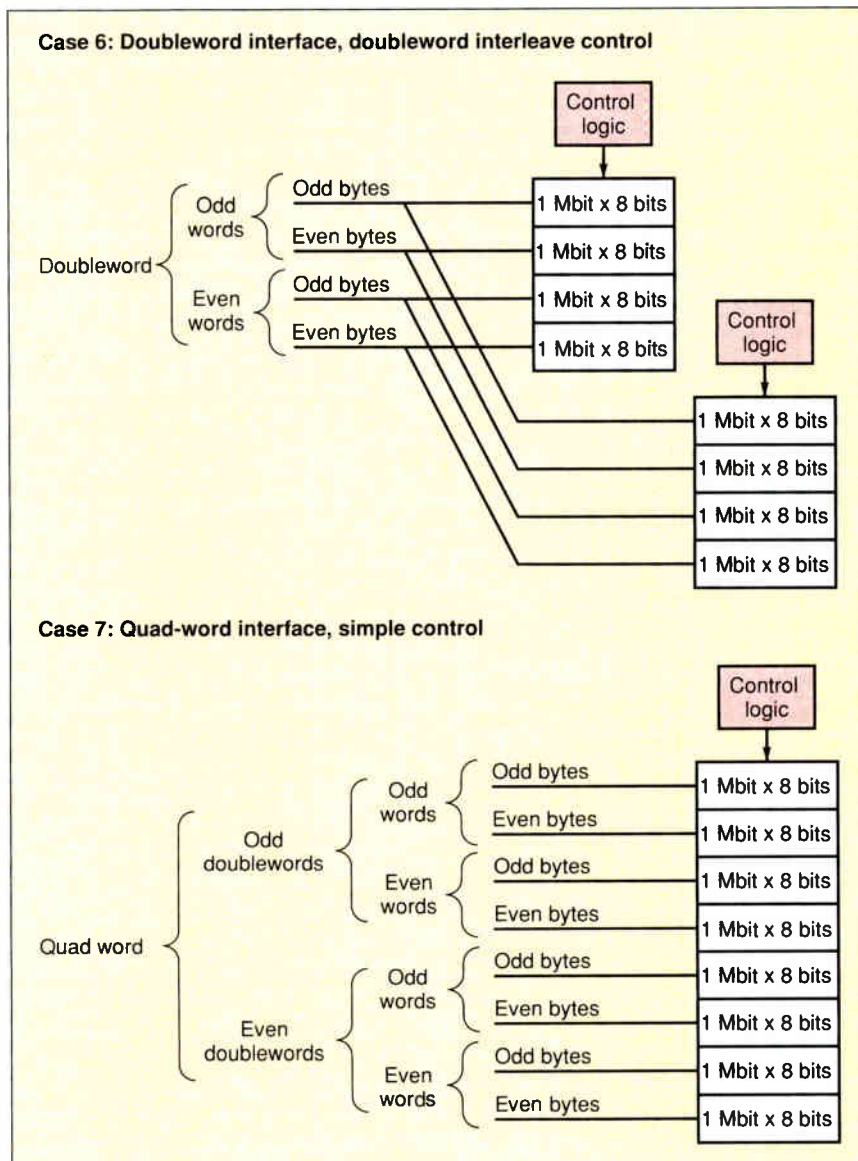 Case 6: Doubleword interface, doubleword interleave control
Control
logic
Doubleword
Odd
words
Even
words
Odd bytes
Even bytes
Odd bytes
Even bytes
1 Mbit x 8 bits
1 Mbit x 8 bits
1 Mbit x 8 bits
1 Mbit x 8 bits
Control
logic
1 Mbit x 8 bits
1 Mbit x 8 bits
1 Mbit x 8 bits
1 Mbit x 8 bits
Case 7: Quad-word interface, simple control
Control
logic
Quad word
Odd
doublewords
Even
doublewords
Odd
words
Even
words
Odd
words
Even
words
Odd bytes
Even bytes
Odd bytes
Even bytes
Odd bytes
Even bytes
Odd bytes
Even bytes
1 Mbit x 8 bits
1 Mbit x 8 bits
1 Mbit x 8 bits
1 Mbit x 8 bits
1 Mbit x 8 bits
1 Mbit x 8 bits
1 Mbit x 8 bits
1 Mbit x 8 bits